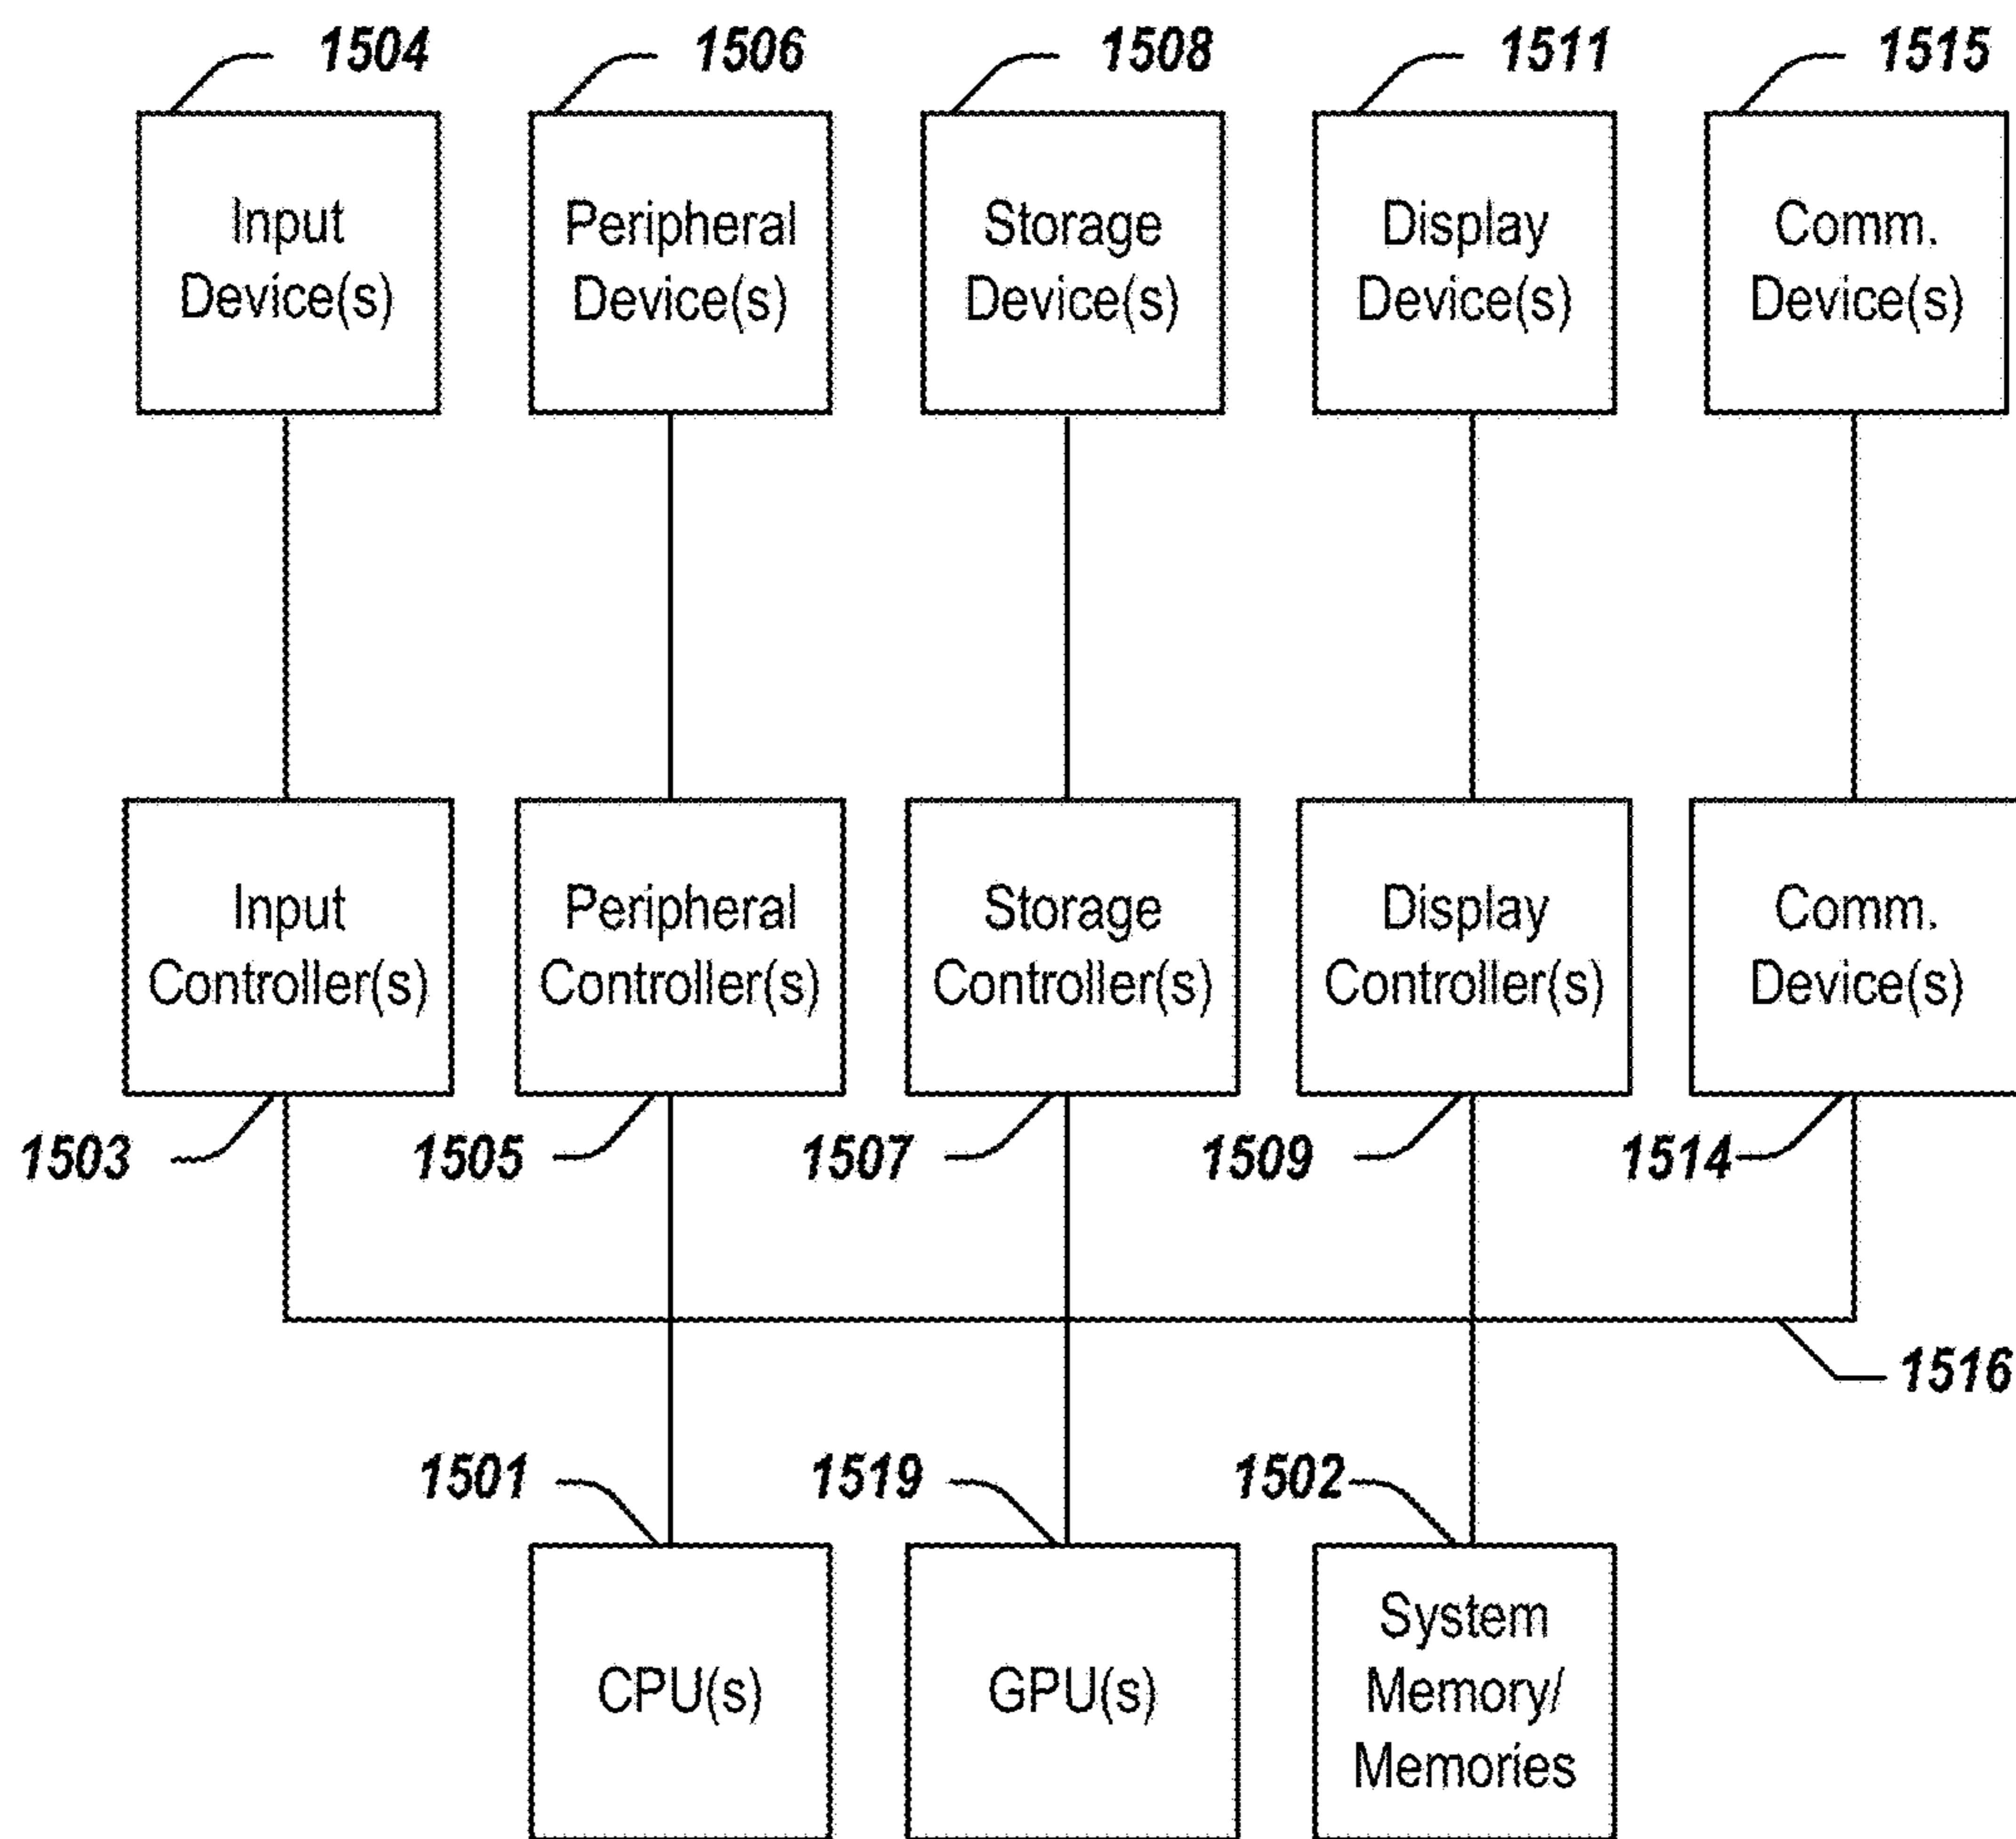 1504
1506
1508
1511
1515
Input
Device(s)
Peripheral
Device(s)
Storage
Device(s)
Display
Device(s)
Comm.
Device(s)
Input
Controller(s)
Peripheral
Controller(s)
Storage
Controller(s)
Display
Controller(s)
Comm.
Device(s)
1503
1505
1507
1509
1514
1516
1501
1519
1502
CPU(s)
GPU(s)
System
Memory/
Memories